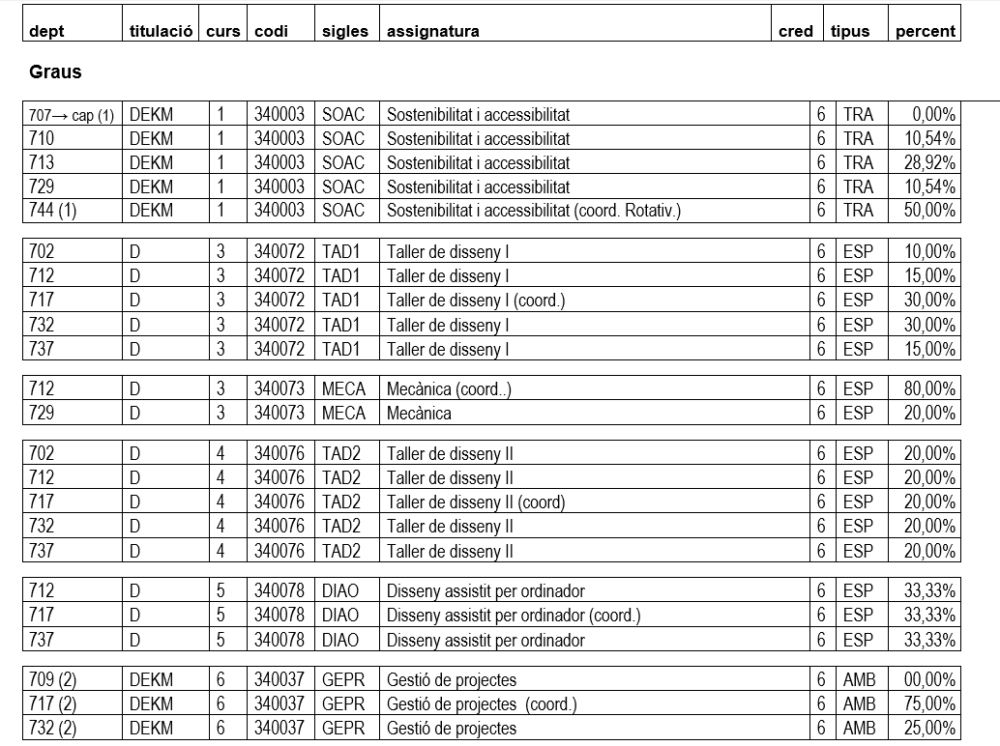 dept titulació curs codi sigles assignatura cred tipus percent
Graus
707→ cap (1) DEKM 1 340003 SOAC Sostenibilitat i accessibilitat 6 TRA 0,00%
710 DEKM 1 340003 SOAC Sostenibilitat i accessibilitat 6 TRA 10,54%
713 DEKM 1 340003 SOAC Sostenibilitat i accessibilitat 6 TRA 28,92%
729 DEKM 1 340003 SOAC Sostenibilitat i accessibilitat 6 TRA 10,54%
744 (1) DEKM 1 340003 SOAC Sostenibilitat i accessibilitat (coord. Rotativ.) 6 TRA 50,00%
702 D 3 340072 TAD1 Taller de disseny I 6 ESP 10,00%
712 D 3 340072 TAD1 Taller de disseny I 6 ESP 15,00%
717 D 3 340072 TAD1 Taller de disseny I (coord.) 6 ESP 30,00%
732 D 3 340072 TAD1 Taller de disseny I 6 ESP 30,00%
737 D 3 340072 TAD1 Taller de disseny I 6 ESP 15,00%
712 D 3 340073 MECA Mecànica (coord..) 6 ESP 80,00%
729 D 3 340073 MECA Mecànica 6 ESP 20,00%
702 D 4 340076 TAD2 Taller de disseny II 6 ESP 20,00%
712 D 4 340076 TAD2 Taller de disseny II 6 ESP 20,00%
717 D 4 340076 TAD2 Taller de disseny II (coord) 6 ESP 20,00%
732 D 4 340076 TAD2 Taller de disseny II 6 ESP 20,00%
737 D 4 340076 TAD2 Taller de disseny II 6 ESP 20,00%
712 D 5 340078 DIAO Disseny assistit per ordinador 6 ESP 33,33%
717 D 5 340078 DIAO Disseny assistit per ordinador (coord.) 6 ESP 33,33%
737 D 5 340078 DIAO Disseny assistit per ordinador 6 ESP 33,33%
709 (2) DEKM 6 340037 GEPR Gestió de projectes 6 AMB 00,00%
717 (2) DEKM 6 340037 GEPR Gestió de projectes (coord.) 6 AMB 75,00%
732 (2) DEKM 6 340037 GEPR Gestió de projectes 6 AMB 25,00%